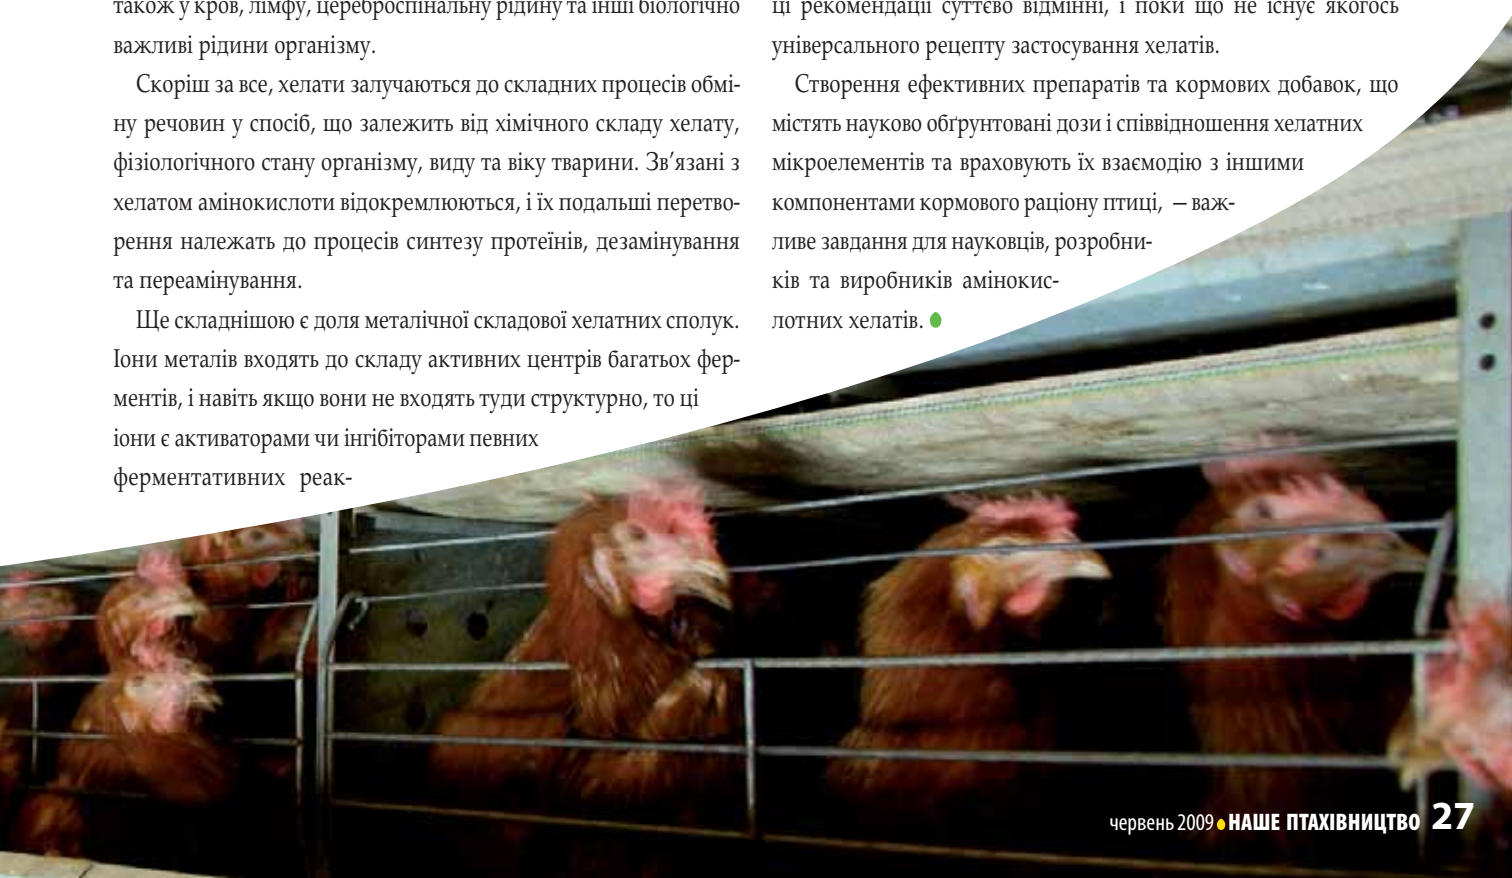 також у кров, лімфу, цереброспінальну рідину та інші біологічно
важливі рідини організму.
Скоріш за все, хелати залучаються до складних процесів обмі-
ну речовин у спосіб, що залежить від хімічного складу хелату,
фізіологічного стану організму, виду та віку тварини. Зв’язані з
хелатом амінокислоти відокремлюються, і їх подальші перетво-
рення належать до процесів синтезу протеїнів, дезамінування
та переамінування.
Ще складнішою є доля металічної складової хелатних сполук.
Іони металів входять до складу активних центрів багатьох фер-
ментів, і навіть якщо вони не входять туди структурно, то ці
іони є активаторами чи інгібіторами певних
ферментативних реак-
ці рекомендації суттєво відмінні, і поки що не існує якогось
універсального рецепту застосування хелатів.
Створення ефективних препаратів та кормових добавок, що
містять науково обґрунтовані дози і співвідношення хелатних
мікроелементів та враховують їх взаємодію з іншими
компонентами кормового раціону птиці, – важ-
ливе завдання для науковців, розробни-
ків та виробників амінокис-
лотних хелатів.
червень 2009 • НАШЕ ПТАХІВНИЦТВО 27